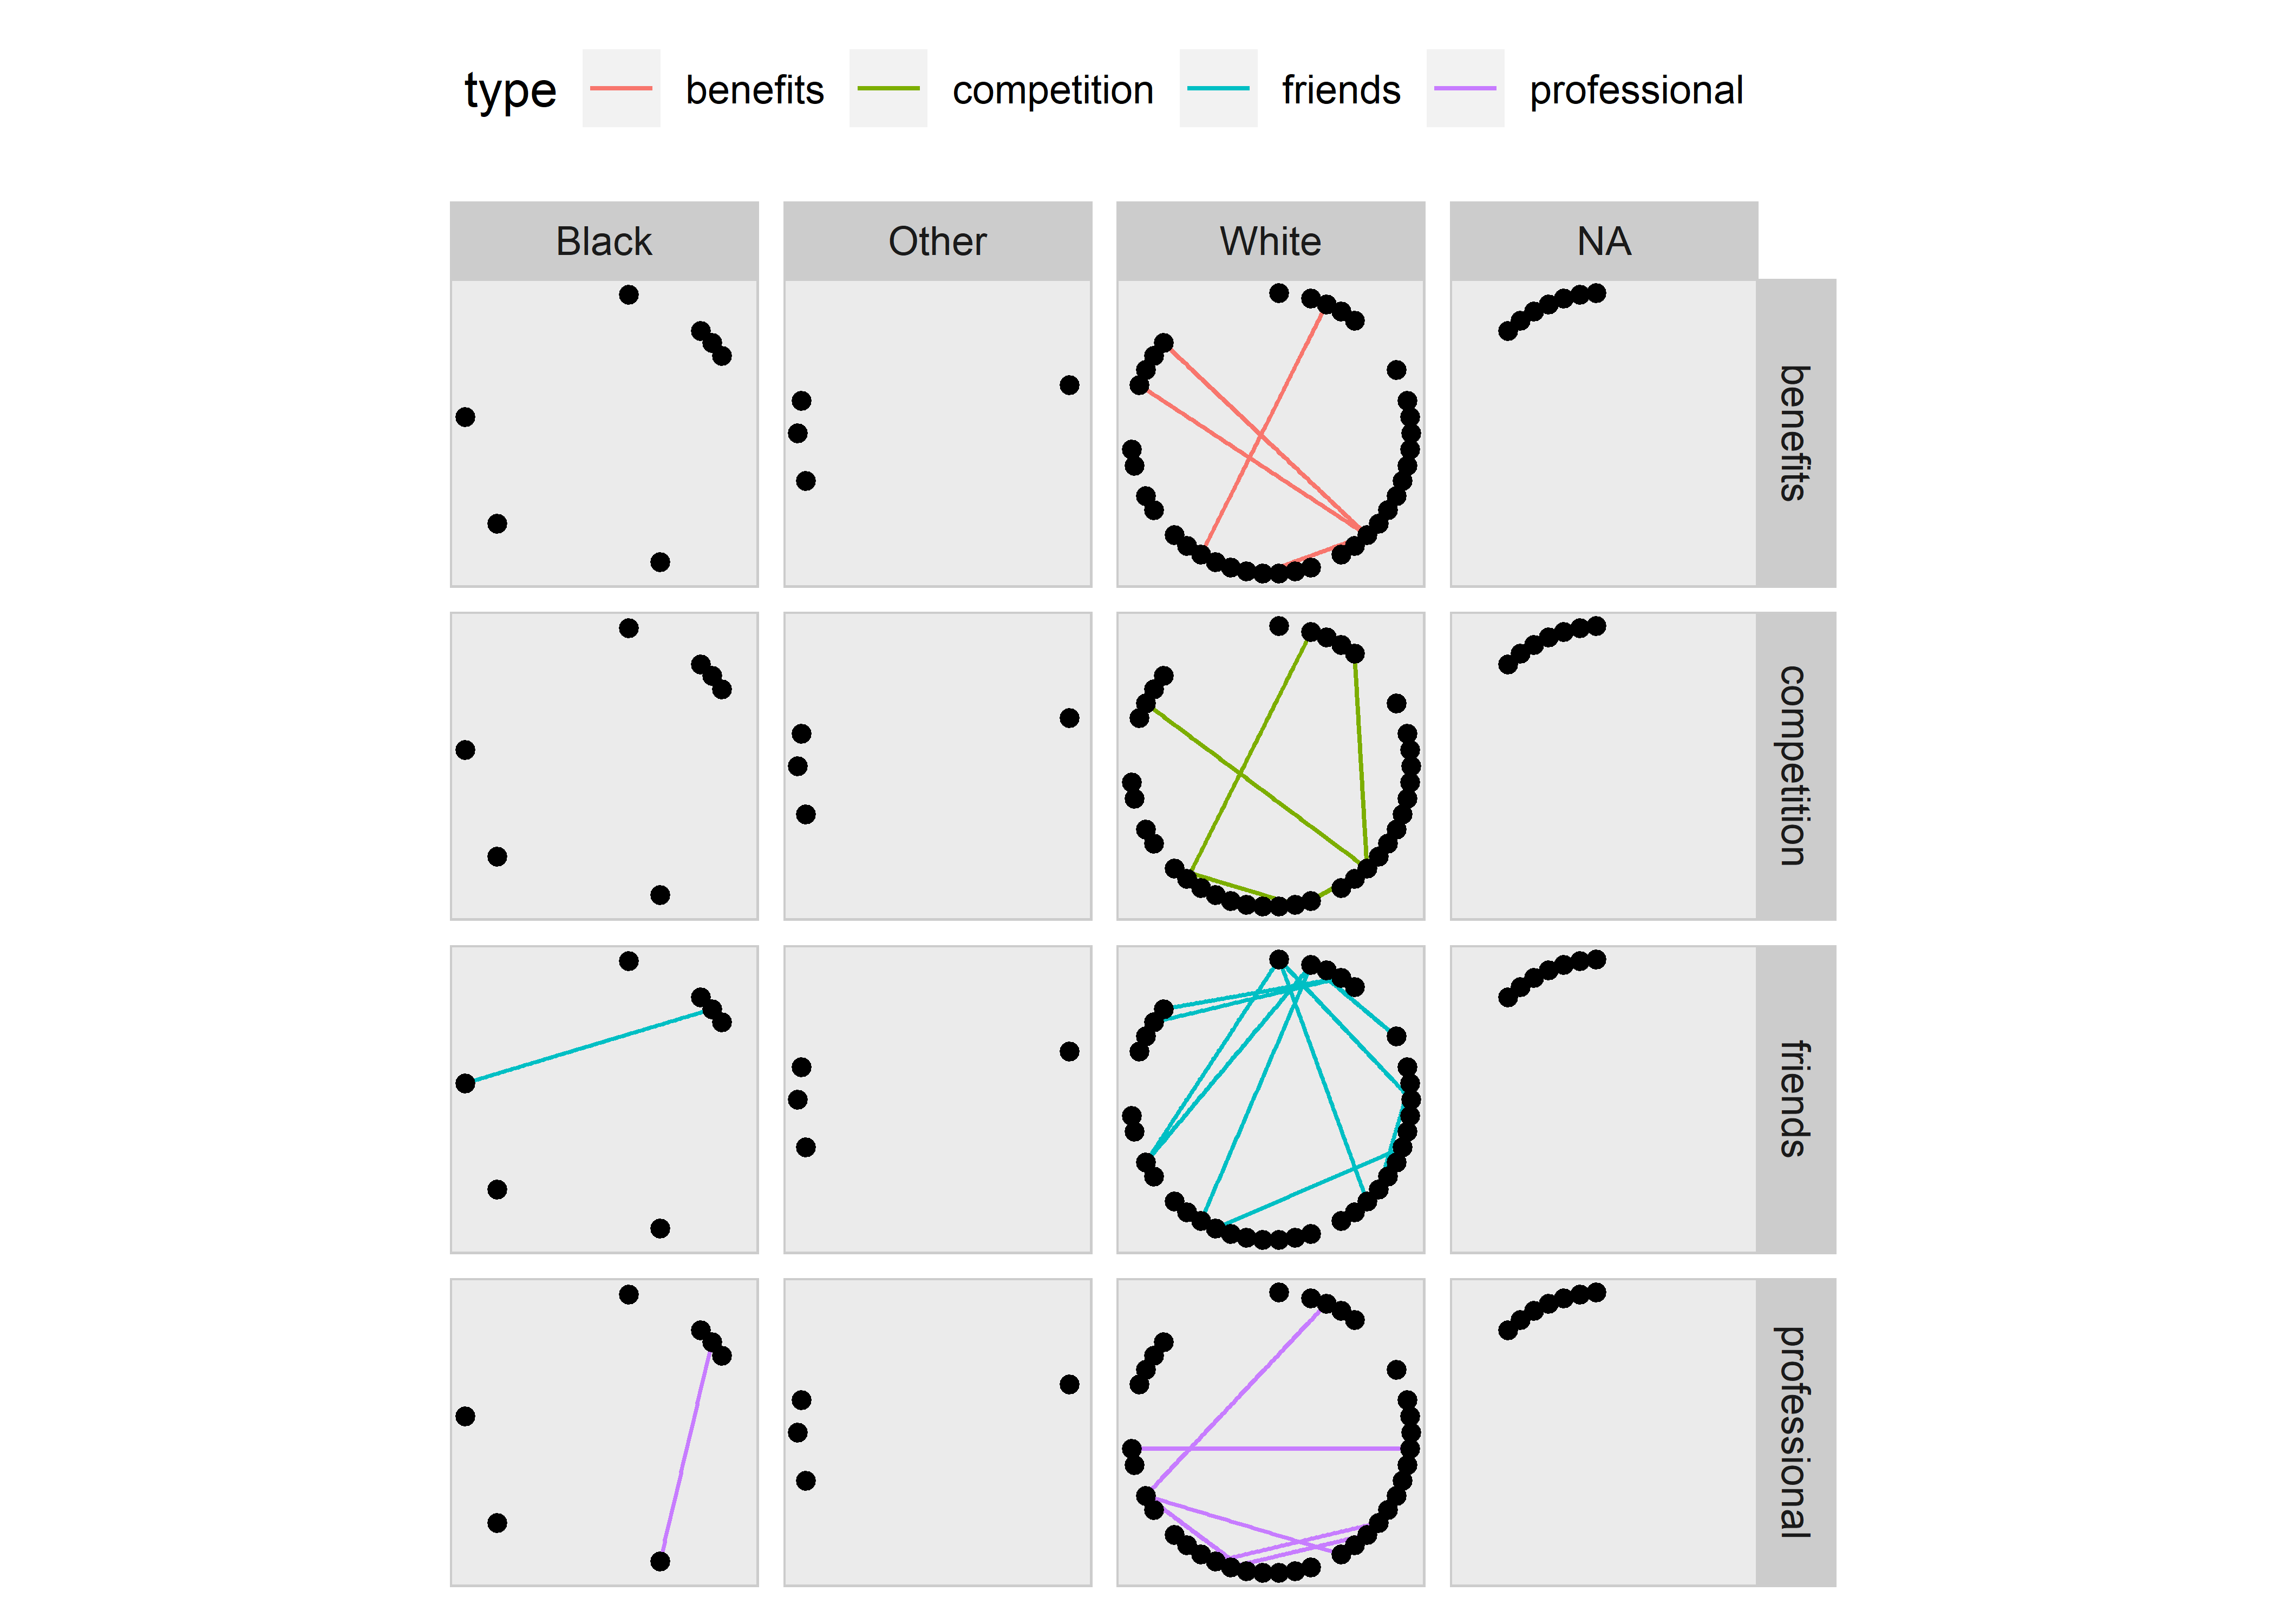 type benefits competition friends professional
Black Other White NA
benefits
competition
friends
professional